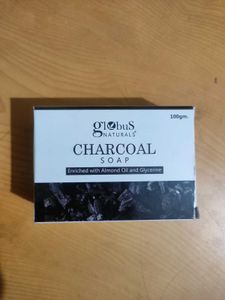 100gm.
glObuS
NATURALS
CHARCOAL
SOAP
Enriched with Almond Oil and Glycerine